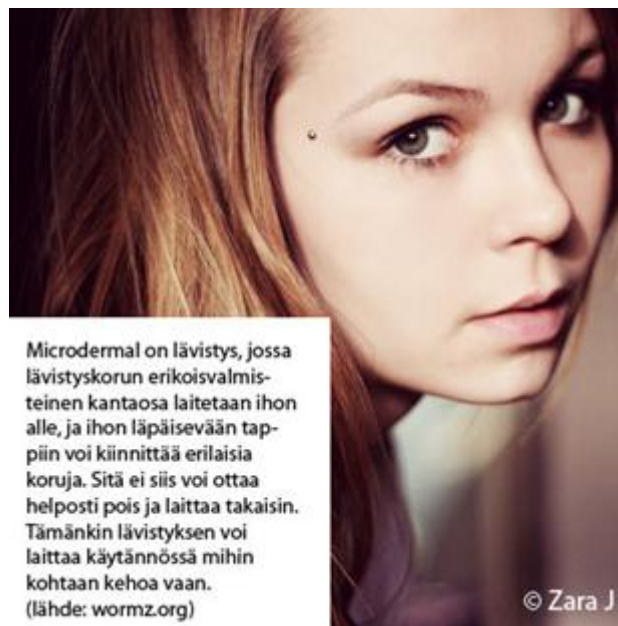 Microdermal on lävistys, jossa
lävistyskorun erikoisvalmis-
teinen kantaosa laitetaan ihon
alle, ja ihon läpäisevään tap-
piin voi kiinnittää erilaisia
koruja. Sitä ei siis voi ottaa
helposti pois ja laittaa takaisin.
Tämänkin lävistyksen voi
laittaa käytännössä mihin
kohtaan kehoa vaan.
(lähde: wormz.org)
© Zara J